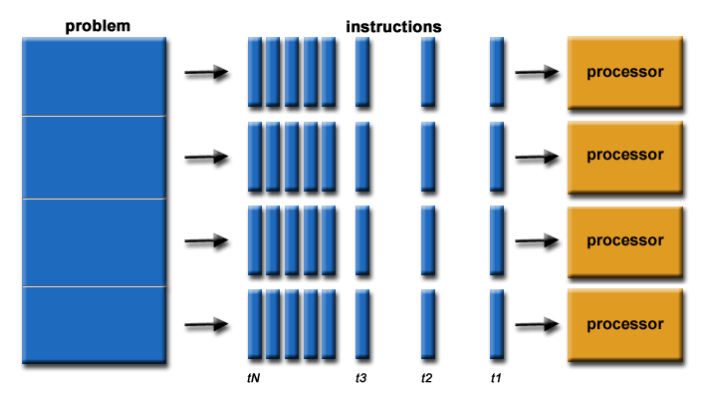 problem
instructions
processor
processor
processor
processor
tN t3 t2 t1